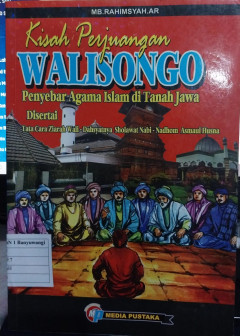 MB.RAHIMSYAH.AR
Kisah Perjuangan
WALISONGO
Penyebar Agama Islam di Tanah Jawa
Disertai
Tata Cara Ziarah Wali - Dahsyatnya Sholawat Nabi - Nadhom Asmaul Husna
MEDIA PUSTAKA